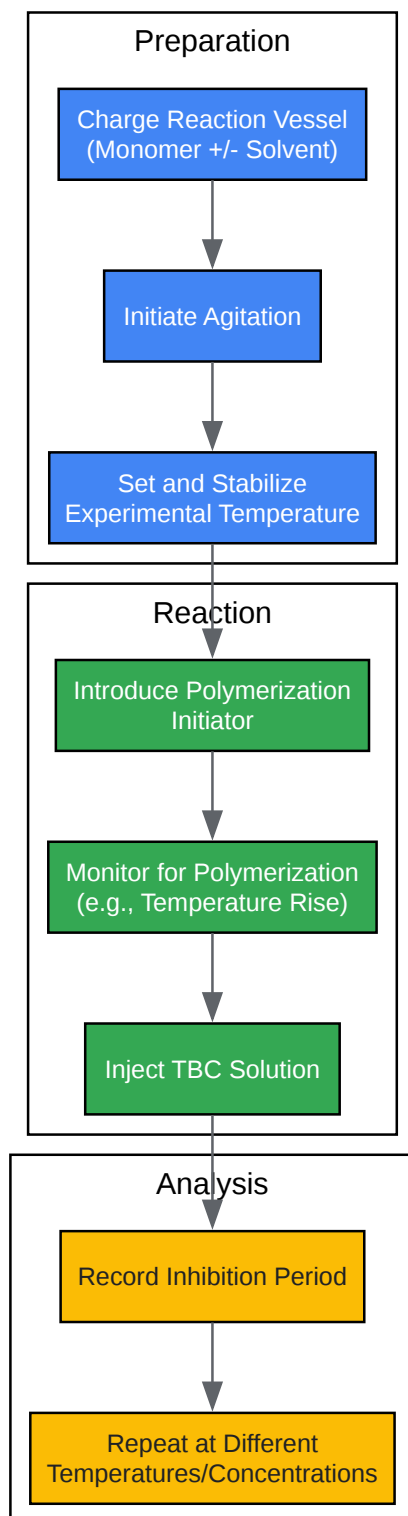 Preparation
Charge Reaction Vessel
(Monomer +/- Solvent)
Initiate Agitation
Set and Stabilize
Experimental Temperature
Reaction
Introduce Polymerization
Initiator
Monitor for Polymerization
(e.g., Temperature Rise)
Inject TBC Solution
Analysis
Record Inhibition Period
Repeat at Different
Temperatures/Concentrations